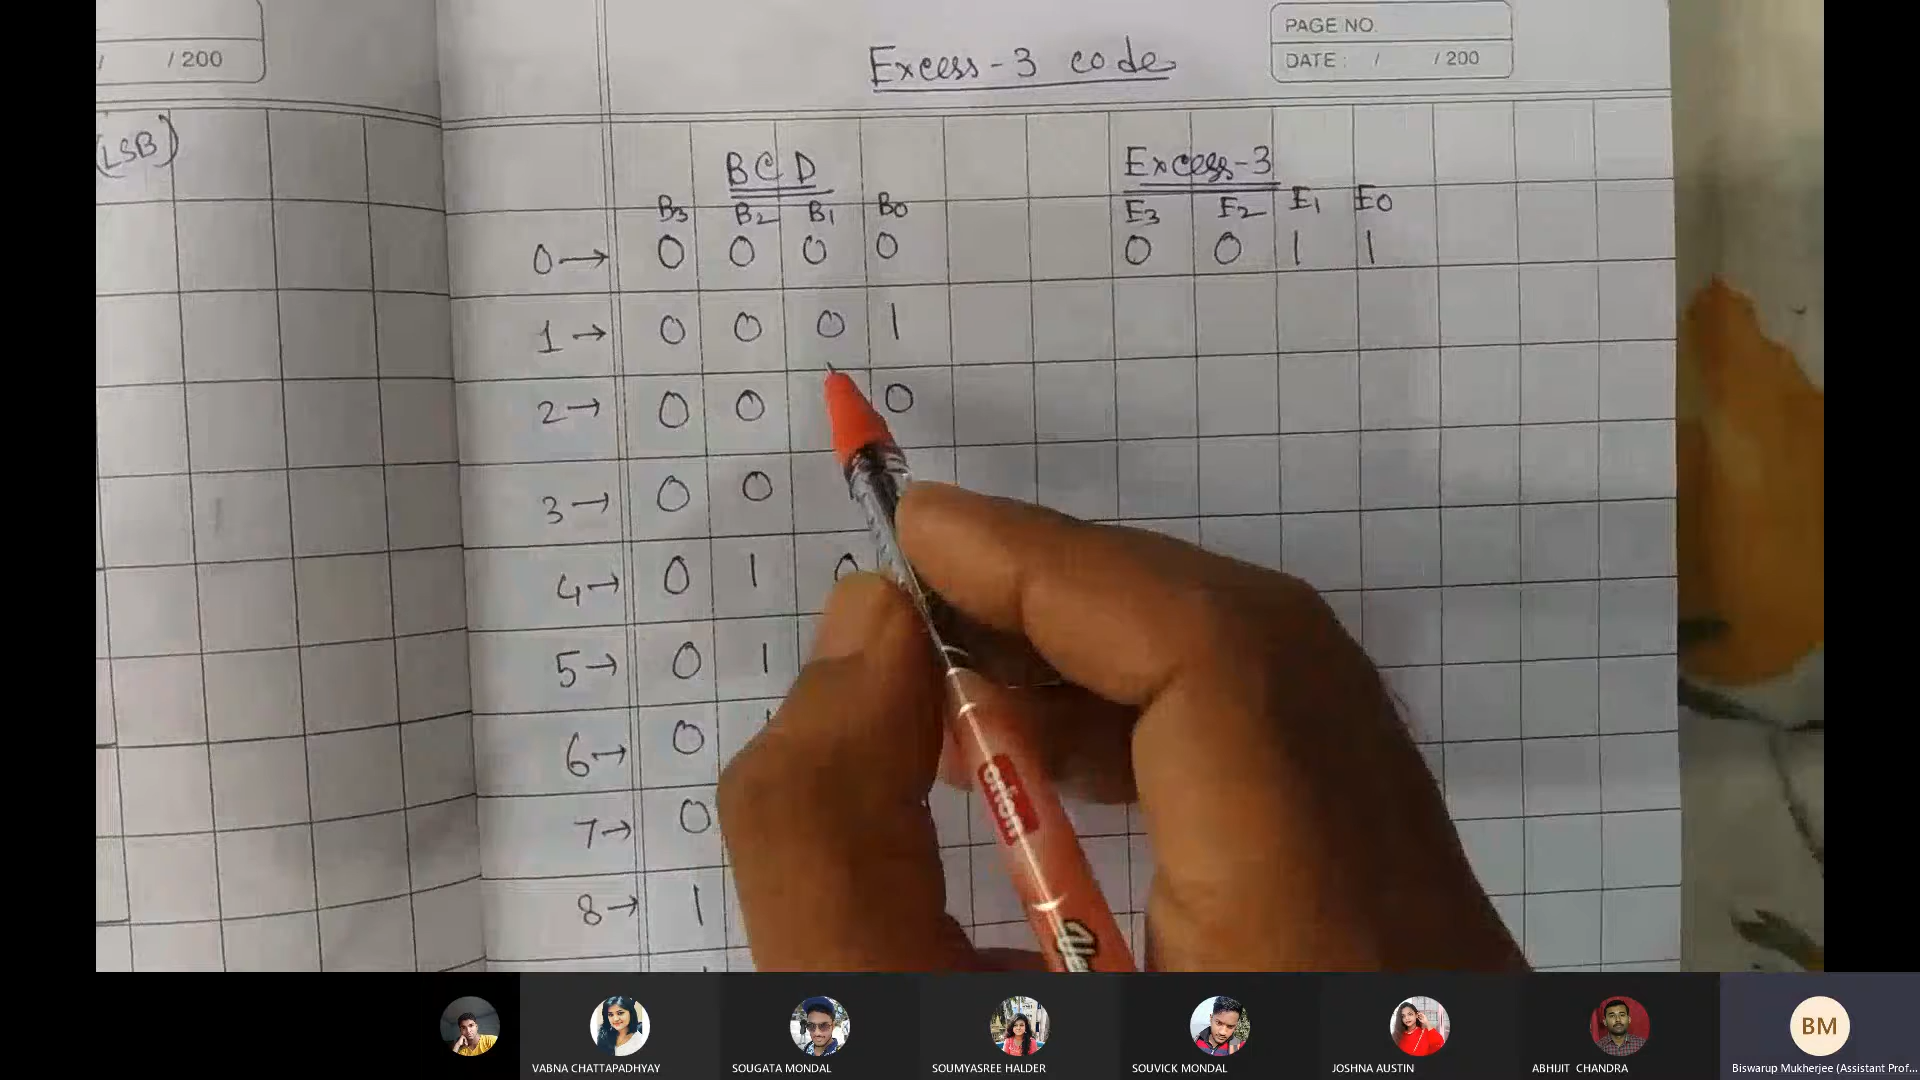 / /200
PAGE NO.
DATE: / /200
Excess-3 code
(LSB)
BCD Excess-3
B3 B2 B1 B0 E3 E2 E1 E0
0→ 0 0 0 0 0 0 1 1
1→ 0 0 0 1
2→ 0 0 0
3→ 0 0
4→ 0 1 0
5→ 0 1
6→ 0
7→ 0
8→ 1
orion
VABNA CHATTAPADHYAY
SOUGATA MONDAL
SOUMYASREE HALDER
SOUVICK MONDAL
JOSHNA AUSTIN
ABHIJIT CHANDRA
BM
Biswarup Mukherjee (Assistant Prof...